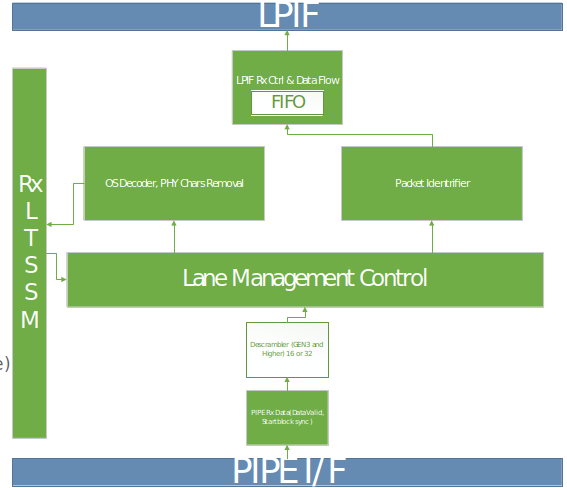 LPIF
LPIF Rx Ctrl & Data Flow
FIFO
Rx
L
T
S
S
M
OS Decoder, PHY Chars Removal
Packet Identrifier
Lane Management Control
Descrambler (GEN3 and
Higher) 16 or 32
e)
PIPE Rx Data(DataValid,
Startblock sync )
PIPE I/F